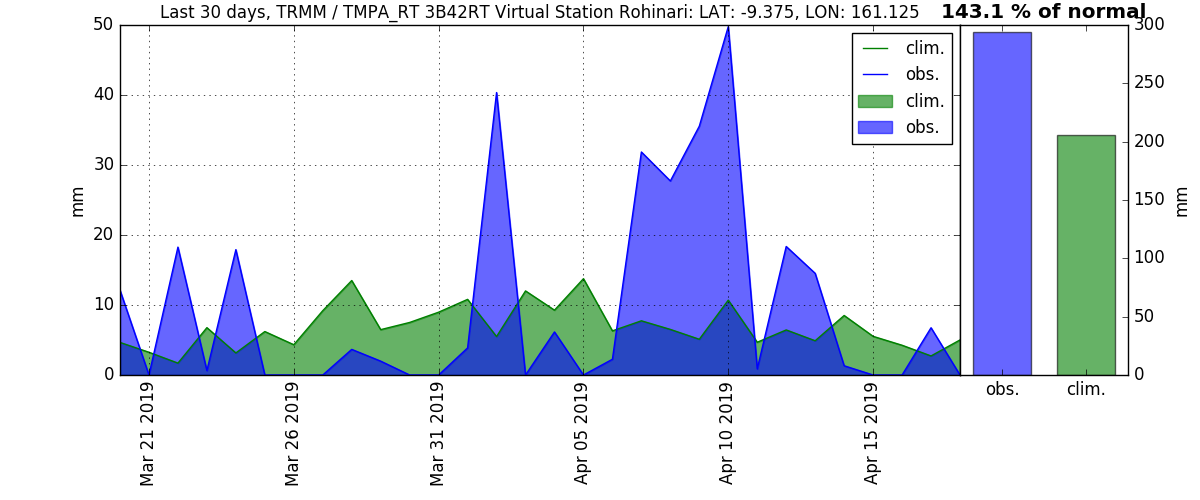 Last 30 days, TRMM / TMPA_RT 3B42RT Virtual Station Rohinari: LAT: -9.375, LON: 161.125
143.1 % of normal
50
40
30
20
10
0
mm
clim.
obs.
clim.
obs.
300
250
200
150
100
50
0
mm
Mar 21 2019
Mar 26 2019
Mar 31 2019
Apr 05 2019
Apr 10 2019
Apr 15 2019
obs.
clim.